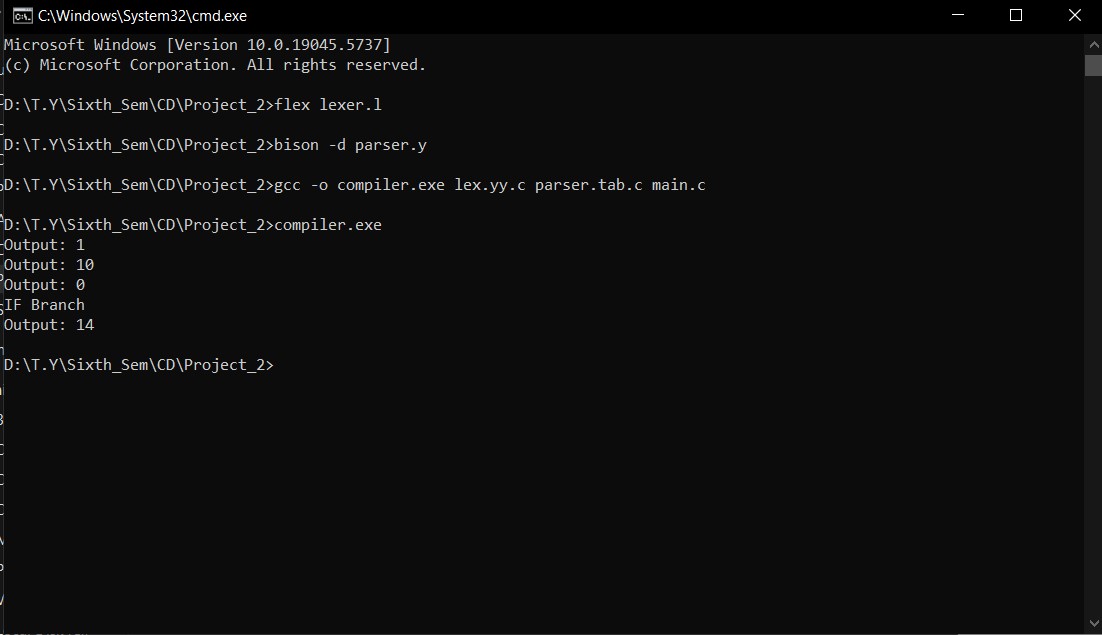 C:\Windows\System32\cmd.exe
Microsoft Windows [Version 10.0.19045.5737]
(c) Microsoft Corporation. All rights reserved.
D:\T.Y\Sixth_Sem\CD\Project_2>flex lexer.l
D:\T.Y\Sixth_Sem\CD\Project_2>bison -d parser.y
D:\T.Y\Sixth_Sem\CD\Project_2>gcc -o compiler.exe lex.yy.c parser.tab.c main.c
D:\T.Y\Sixth_Sem\CD\Project_2>compiler.exe
Output: 1
Output: 10
Output: 0
IF Branch
Output: 14
D:\T.Y\Sixth_Sem\CD\Project_2>